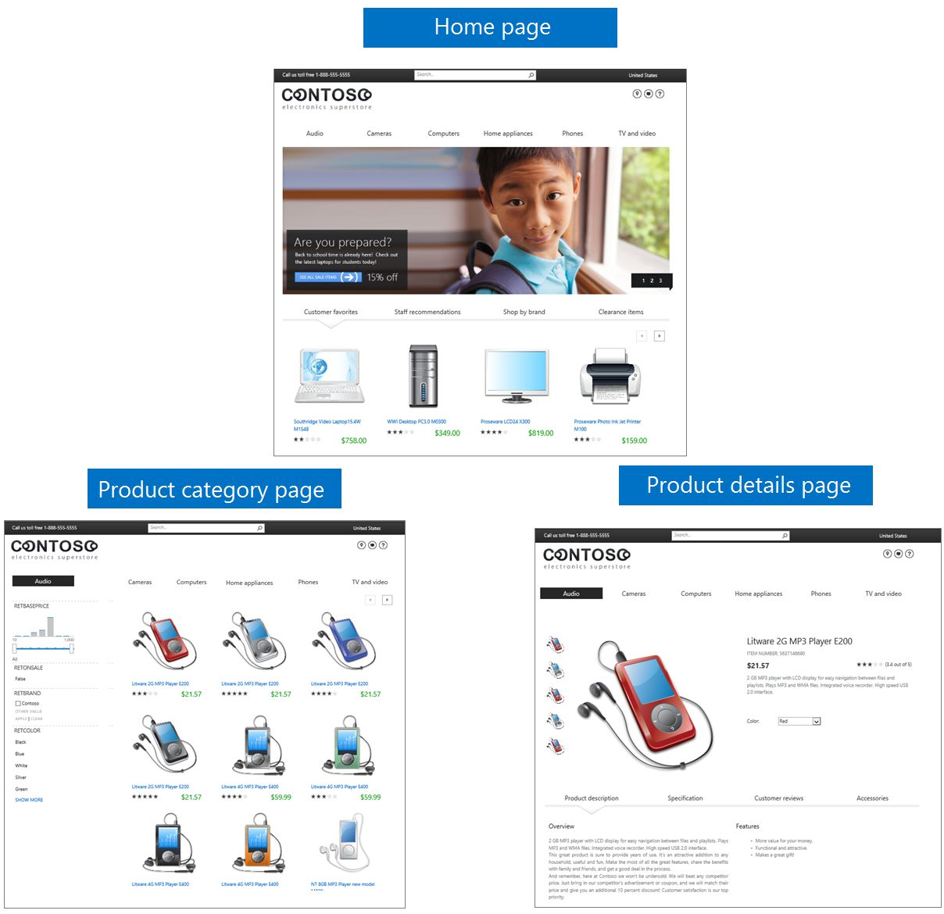 Home page
Call us toll free 1-888-555-5555
Search...
United States
CONTOSO
electronics superstore
Audio
Cameras
Computers
Home appliances
Phones
TV and video
Are you prepared?
Back to school time is already here! Check out
the latest laptops for students today!
SEE ALL SALE ITEMS
15% off
1 2 3
Customer favorites
Staff recommendations
Shop by brand
Clearance items
Southridge Video Laptop15.4W
M1548
$758.00
WWI Desktop PC3.0 M0300
$349.00
Proseware LCD24 X300
$819.00
Proseware Photo Ink Jet Printer
M100
$159.00
Product category page
Call us toll free 1-888-555-5555
Search...
United States
CONTOSO
electronics superstore
Audio
Cameras
Computers
Home appliances
Phones
TV and video
RETBASEPRICE
All
RETONSALE
False
RETBRAND
Contoso
OTHER VALUE
APPLY | CLEAR
RETCOLOR
Black
Blue
White
Silver
Green
SHOW MORE
Litware 2G MP3 Player E200
$21.57
Litware 2G MP3 Player E200
$21.57
Litware 2G MP3 Player E200
$21.57
Litware 2G MP3 Player E200
$21.57
Litware 4G MP3 Player E400
$59.99
Litware 4G MP3 Player E400
$59.99
Litware 4G MP3 Player E400
Litware 4G MP3 Player E400
NT 8GB MP3 Player new model
Product details page
Call us toll free 1-888-555-5555
Search...
United States
CONTOSO
electronics superstore
Audio
Cameras
Computers
Home appliances
Phones
TV and video
Litware 2G MP3 Player E200
$21.57
(3.4 out of 5)
2 GB MP3 player with LCD display for easy navigation between files and
playlists. Plays MP3 and WMA files. Integrated voice recorder. High speed USB
2.0 interface.
Color:
Red
Product description
Specification
Customer reviews
Accessories
Overview
2 GB MP3 player with LCD display for easy navigation between files and playlists. Plays
MP3 and WMA files. Integrated voice recorder. High speed USB 2.0 interface.
This great product is sure to provide years of use. It's an attractive addition to any
household, useful and fun. Make the most of all the great features, share the benefits
with family and friends, and get a good deal in the process.
And remember, here at Contoso we won't be undersold. We will beat any competitor
price, just bring in our competitor's advertisement or coupon, and we will match their
price and give you an additional 10 percent discount! Customer satisfaction is our top
priority.
Features
• More value for your money
• Functional and attractive
• Makes a great gift!